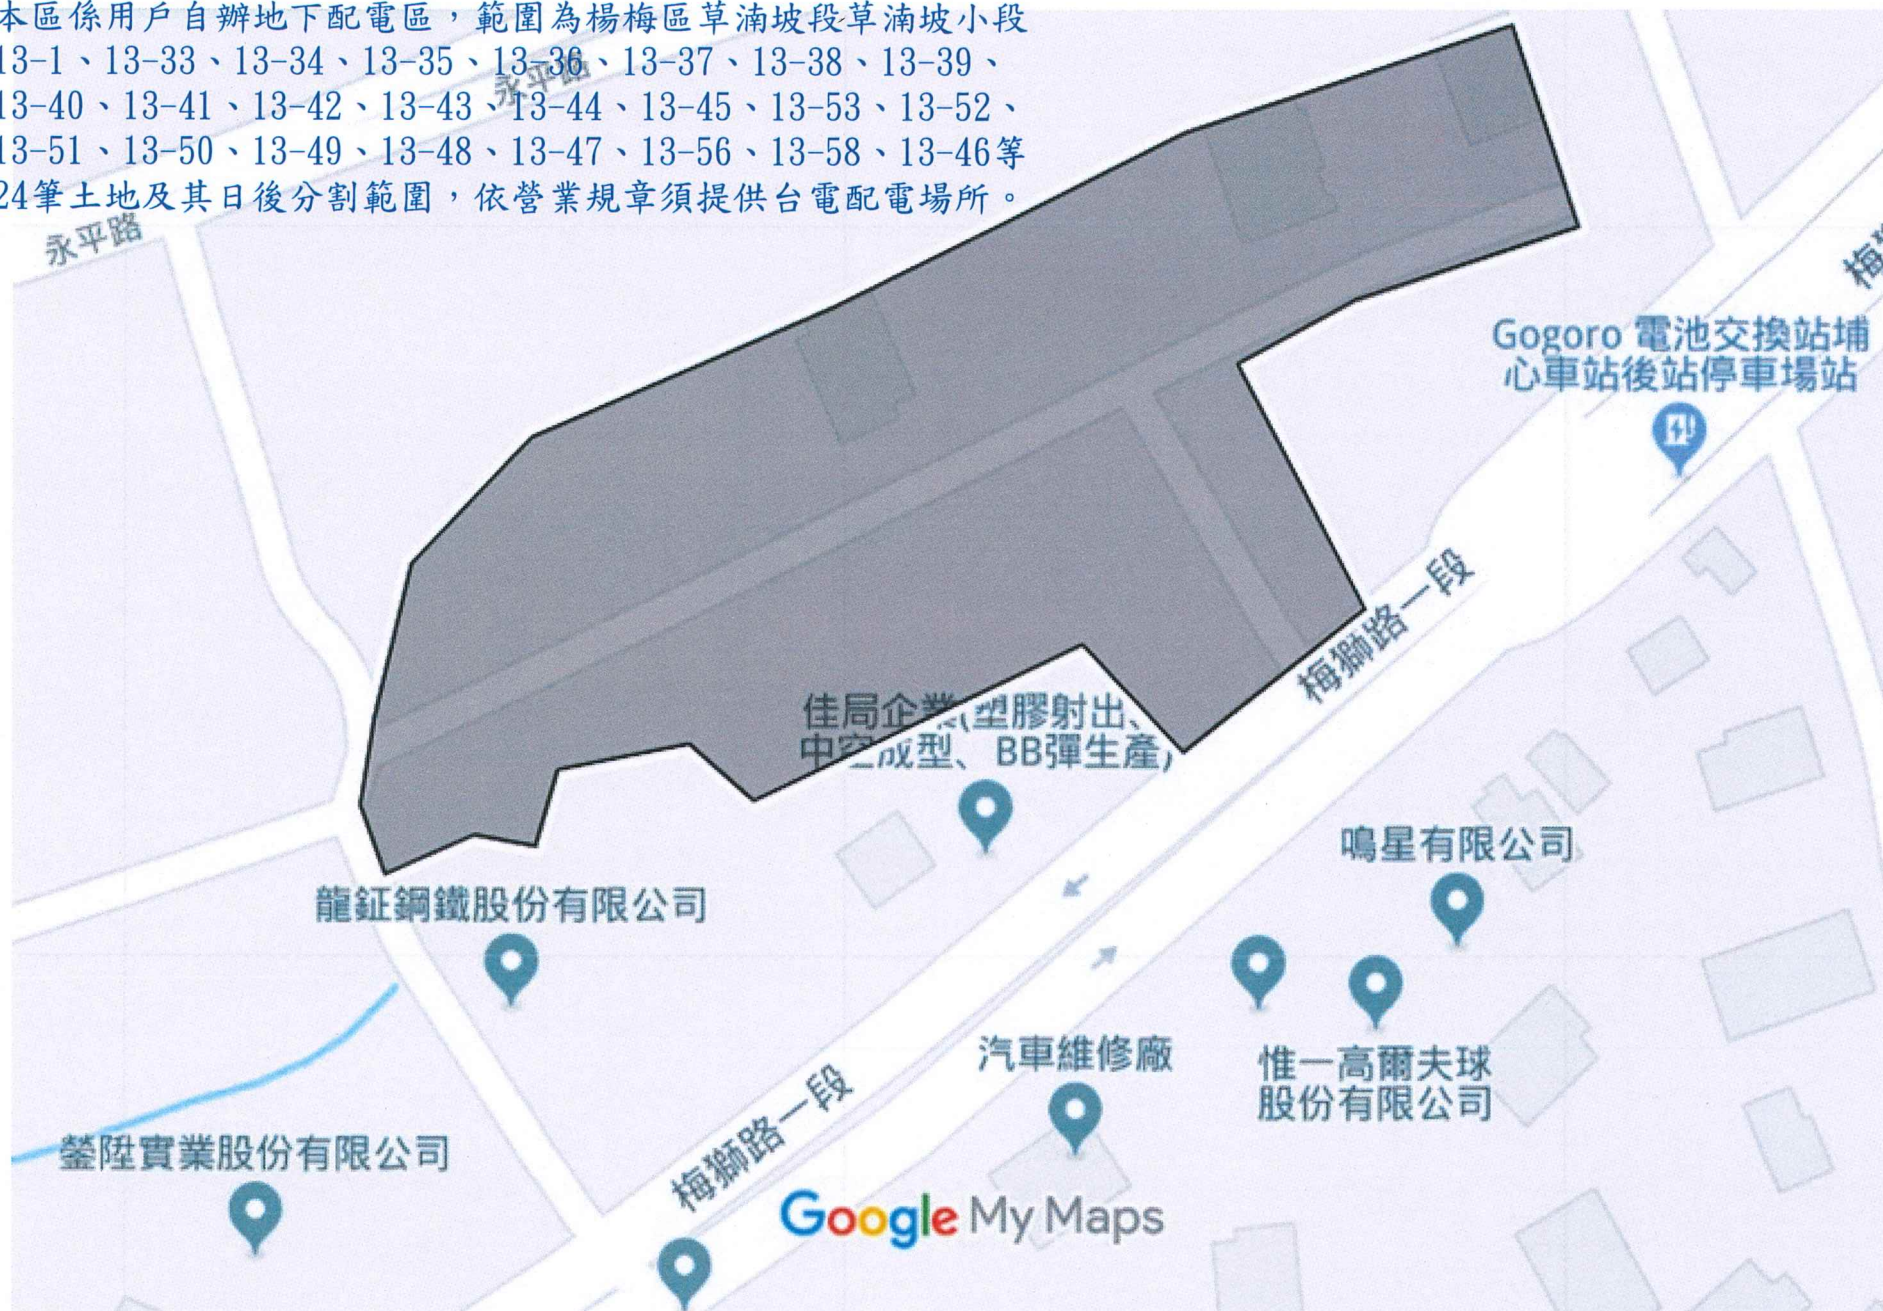 本區係用戶自辦地下配電區，範圍為楊梅區草湳坡段草湳坡小段
13-1、13-33、13-34、13-35、13-36、13-37、13-38、13-39、
13-40、13-41、13-42、13-43、13-44、13-45、13-53、13-52、
13-51、13-50、13-49、13-48、13-47、13-56、13-58、13-46等
24筆土地及其日後分割範圍，依營業規章須提供台電配電場所。
永平路
永平路
梅
Gogoro 電池交換站埔
心車站後站停車場站
梅獅路一段
佳局企業(塑膠射出、
中空成型、BB彈生產)
鳴星有限公司
龍鉦鋼鐵股份有限公司
汽車維修廠
惟一高爾夫球
股份有限公司
鎣陞實業股份有限公司
梅獅路一段
Google My Maps